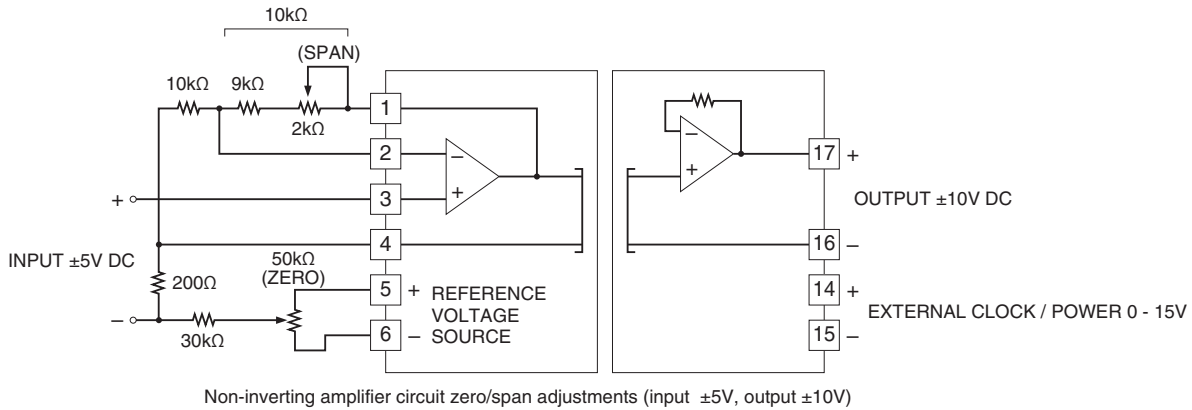 10kΩ
(SPAN)
10kΩ
9kΩ
2kΩ
1
2
3
4
5
6
−
+
+
INPUT ±5V DC
200Ω
50kΩ
(ZERO)
−
30kΩ
+ REFERENCE
VOLTAGE
− SOURCE
−
+
17 +
OUTPUT ±10V DC
16 −
14 +
EXTERNAL CLOCK / POWER 0 - 15V
15 −
Non-inverting amplifier circuit zero/span adjustments (input ±5V, output ±10V)